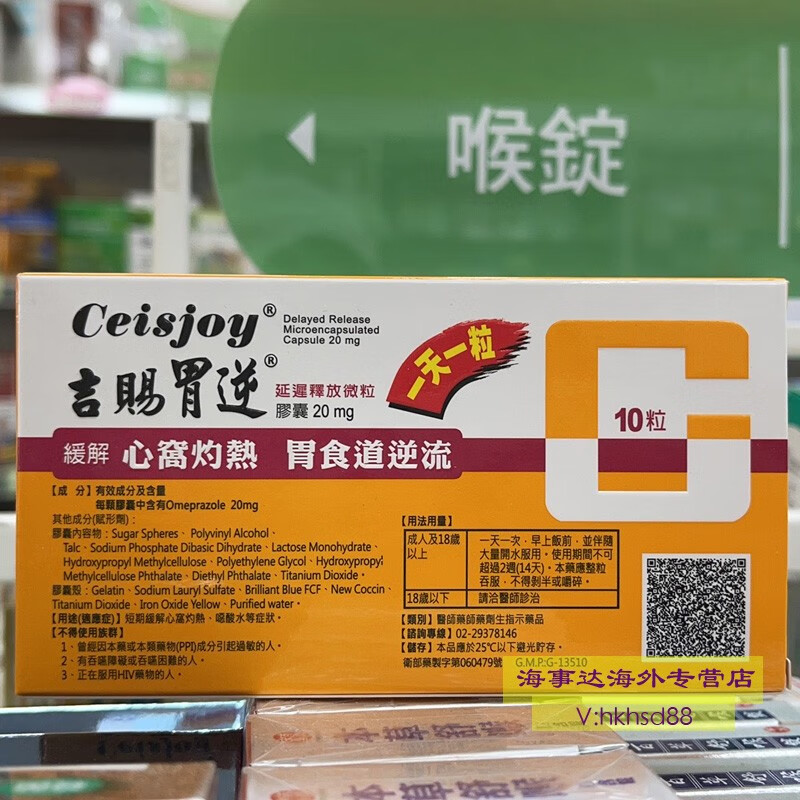 喉錠
Ceisjoy®
Delayed Release
Microencapsulated
Capsule 20 mg
吉賜胃逆®
延遲釋放微粒
膠囊 20 mg
一天一粒
10粒
緩解 心窩灼熱 胃食道逆流
【成 分】有效成分及含量
每顆膠囊中含有Omeprazole 20mg
其他成分(賦形劑):
膠囊內容物:Sugar Spheres、Polyvinyl Alcohol、
Talc、Sodium Phosphate Dibasic Dihydrate、Lactose Monohydrate、
Hydroxypropyl Methylcellulose、Polyethylene Glycol、Hydroxypropyl
Methylcellulose Phthalate、Diethyl Phthalate、Titanium Dioxide。
膠囊殼:Gelatin、Sodium Lauryl Sulfate、Brilliant Blue FCF、New Coccin、
Titanium Dioxide、Iron Oxide Yellow、Purified water。
【用途(適應症)】短期緩解心窩灼熱、噁酸水等症狀。
【不得使用族群】
1、曾經因本藥或本類藥物(PPI)成分引起過敏的人。
2、有吞嚥障礙或吞嚥困難的人。
3、正在服用HIV藥物的人。
【用法用量】
成人及18歲以上
一天一次,早上飯前,並伴隨
大量開水服用。使用期間不可
超過2週(14天)。本藥應整粒
吞服,不得剝半或嚼碎。
18歲以下 請洽醫師診治
【類別】醫師藥師藥劑生指示藥品
【諮詢專線】02-29378146
【儲存】本品應於25℃以下避光貯存。
衛部藥製字第060479號 G.M.P.:G-13510
海事达海外专营店
V:hkhsd88